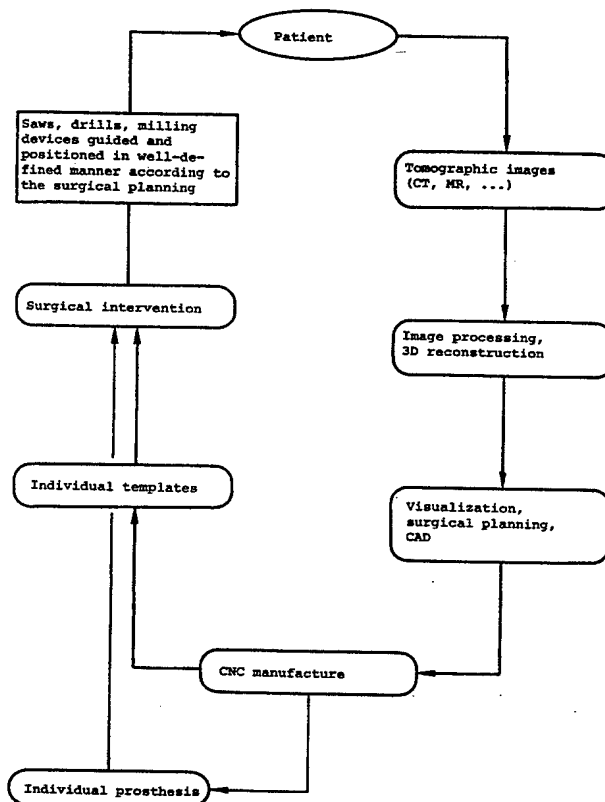 Patient
Saws, drills, milling
devices guided and
positioned in well-de-
fined manner according to
the surgical planning
Tomographic images
(CT, MR, ...)
Surgical intervention
Image processing,
3D reconstruction
Individual templates
Visualization,
surgical planning,
CAD
CNC manufacture
Individual prosthesis